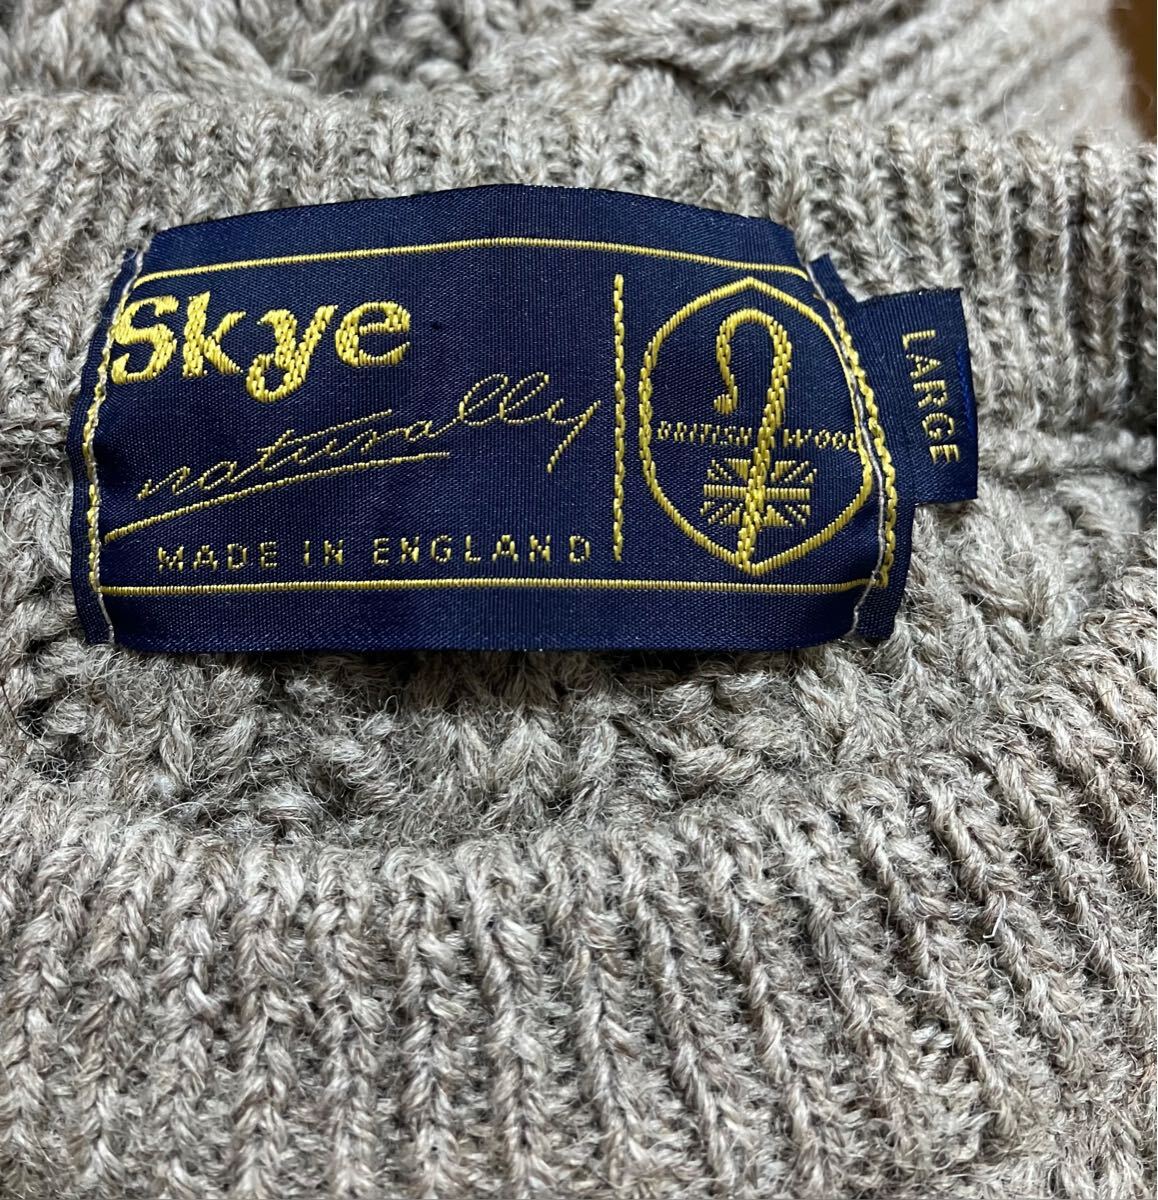 Skye
naturally
MADE IN ENGLAND
BRITISH WOOL
LARGE